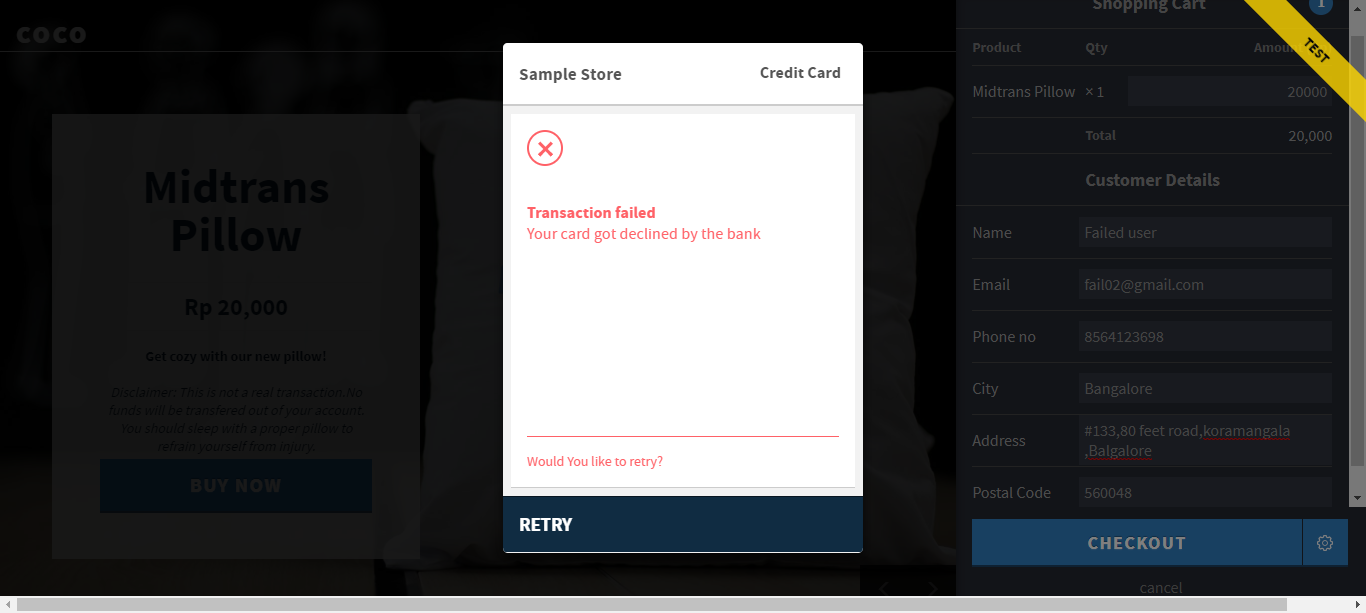 coco
Midtrans
Pillow
Rp 20,000
Get cozy with our new pillow!
Disclaimer: This is not a real transaction.No
funds will be transfered out of your account.
You should sleep with a proper pillow to
refrain yourself from injury.
BUY NOW
Sample Store
Credit Card
Transaction failed
Your card got declined by the bank
Would You like to retry?
RETRY
Shopping Cart 1
TEST
Product Qty
Midtrans Pillow × 1 20000
Total 20,000
Customer Details
Name Failed user
Email fail02@gmail.com
Phone no 8564123698
City Bangalore
Address #133,80 feet road,koramangala
,Balgalore
Postal Code 560048
CHECKOUT
cancel